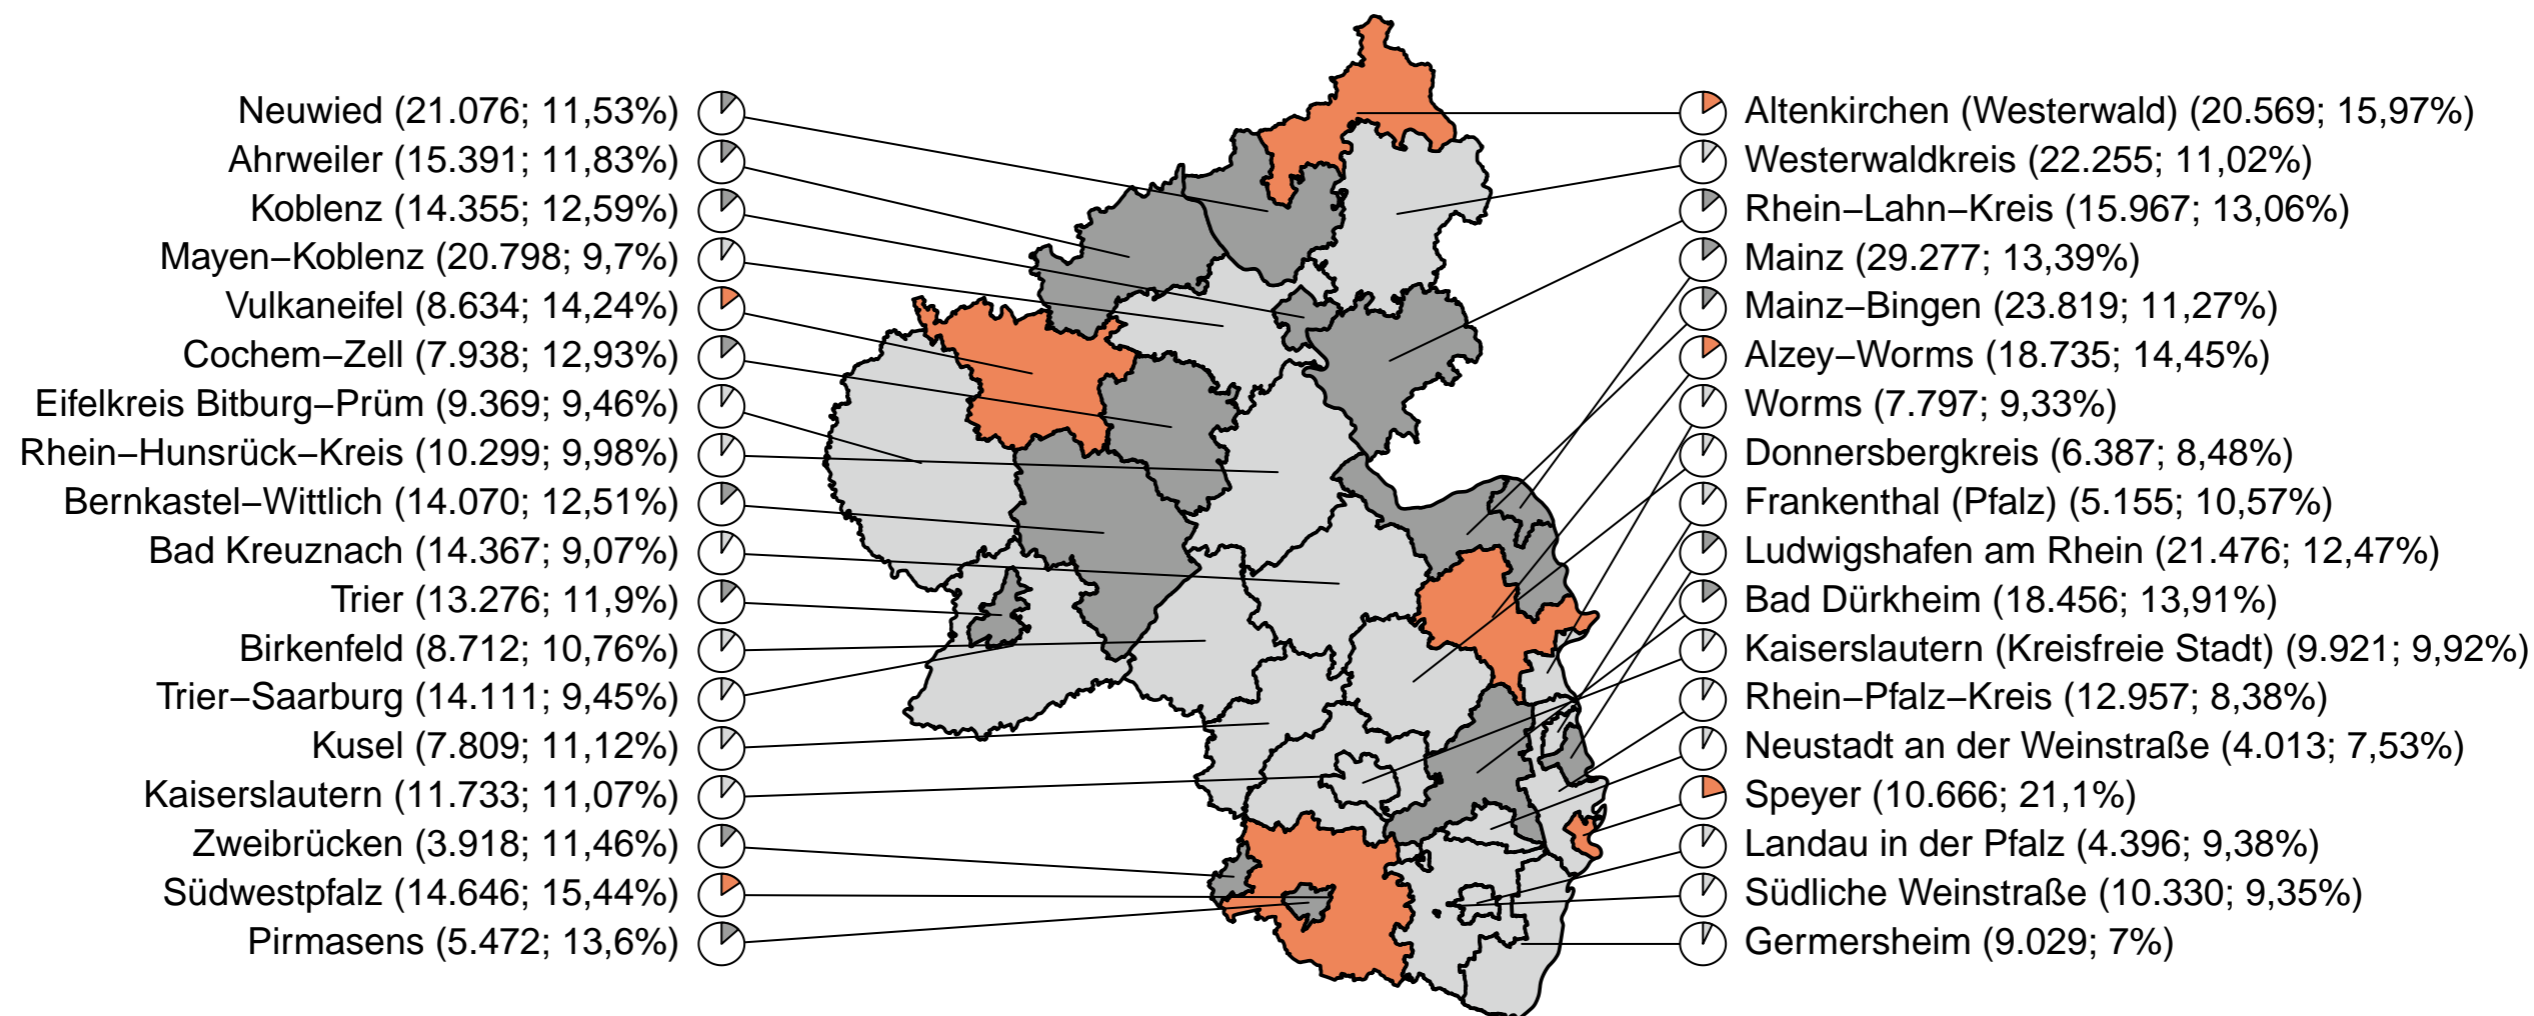 Neuwied (21.076; 11,53%)
Ahrweiler (15.391; 11,83%)
Koblenz (14.355; 12,59%)
Mayen−Koblenz (20.798; 9,7%)
Vulkaneifel (8.634; 14,24%)
Cochem−Zell (7.938; 12,93%)
Eifelkreis Bitburg−Prüm (9.369; 9,46%)
Rhein−Hunsrück−Kreis (10.299; 9,98%)
Bernkastel−Wittlich (14.070; 12,51%)
Bad Kreuznach (14.367; 9,07%)
Trier (13.276; 11,9%)
Birkenfeld (8.712; 10,76%)
Trier−Saarburg (14.111; 9,45%)
Kusel (7.809; 11,12%)
Kaiserslautern (11.733; 11,07%)
Zweibrücken (3.918; 11,46%)
Südwestpfalz (14.646; 15,44%)
Pirmasens (5.472; 13,6%)
Altenkirchen (Westerwald) (20.569; 15,97%)
Westerwaldkreis (22.255; 11,02%)
Rhein−Lahn−Kreis (15.967; 13,06%)
Mainz (29.277; 13,39%)
Mainz−Bingen (23.819; 11,27%)
Alzey−Worms (18.735; 14,45%)
Worms (7.797; 9,33%)
Donnersbergkreis (6.387; 8,48%)
Frankenthal (Pfalz) (5.155; 10,57%)
Ludwigshafen am Rhein (21.476; 12,47%)
Bad Dürkheim (18.456; 13,91%)
Kaiserslautern (Kreisfreie Stadt) (9.921; 9,92%)
Rhein−Pfalz−Kreis (12.957; 8,38%)
Neustadt an der Weinstraße (4.013; 7,53%)
Speyer (10.666; 21,1%)
Landau in der Pfalz (4.396; 9,38%)
Südliche Weinstraße (10.330; 9,35%)
Germersheim (9.029; 7%)